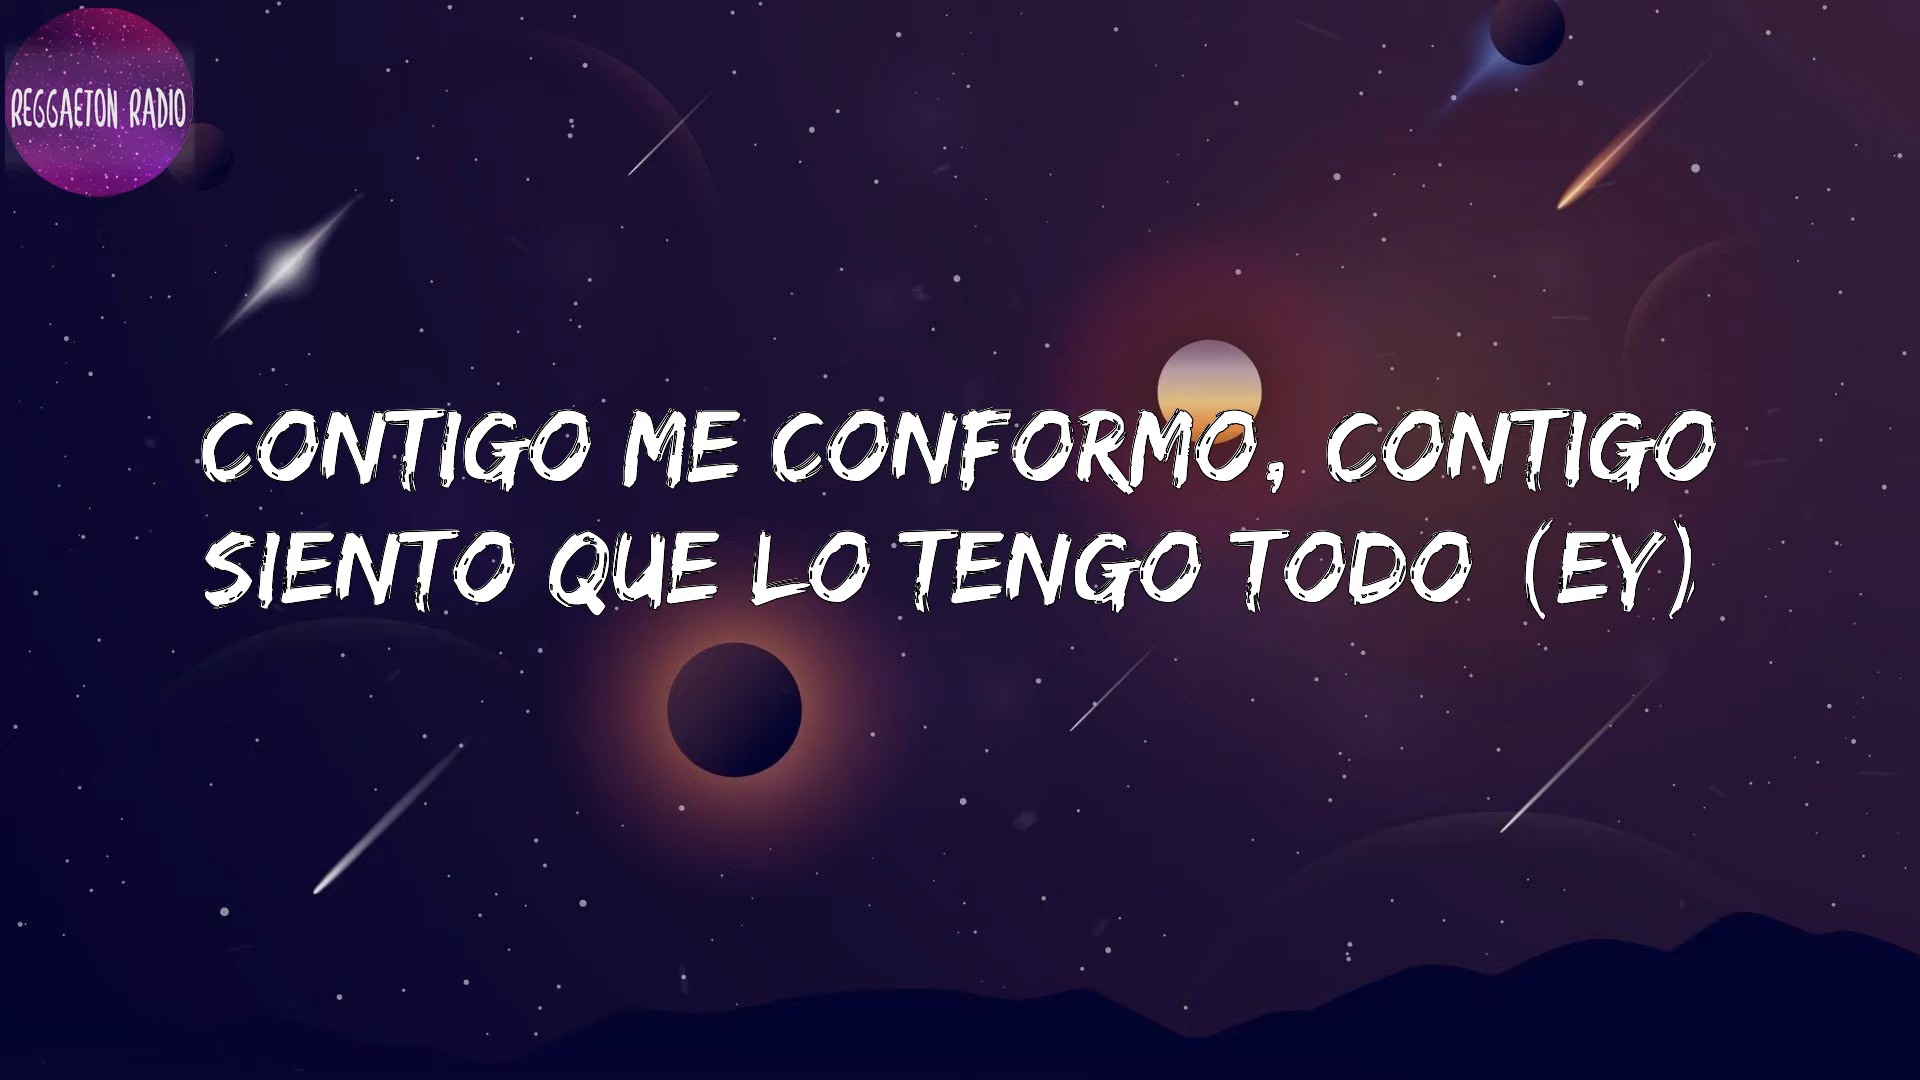 REGGAETON RADIO
CONTIGO ME CONFORMO, CONTIGO
SIENTO QUE LO TENGO TODO (EY)